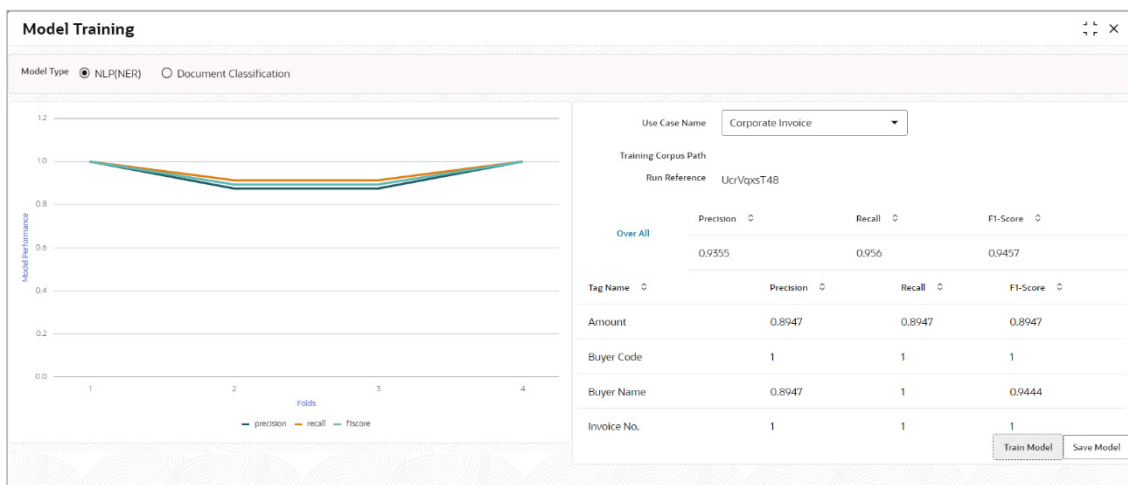 Model Training
Model Type NLP(NER) Document Classification
1.2
1.0
0.8
0.6
0.4
0.2
0.0
Model Performance
1 2 3 4
Folds
precision recall f1score
Use Case Name Corporate Invoice
Training Corpus Path
Run Reference UcrVqxsT48
Over All
Precision Recall F1-Score
0.9355 0.956 0.9457
Tag Name Precision Recall F1-Score
Amount 0.8947 0.8947 0.8947
Buyer Code 1 1 1
Buyer Name 0.8947 1 0.9444
Invoice No. 1 1 1
Train Model Save Model